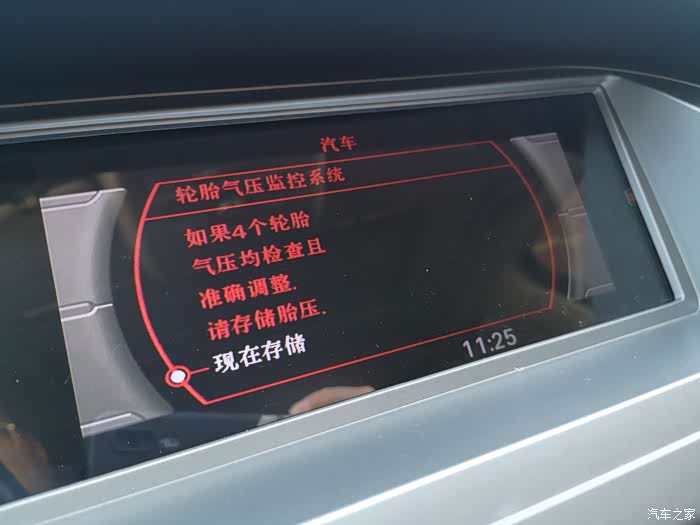 汽车
轮胎气压监控系统
如果4个轮胎
气压均检查且
准确调整.
请存储胎压.
现在存储
11:25
汽车之家